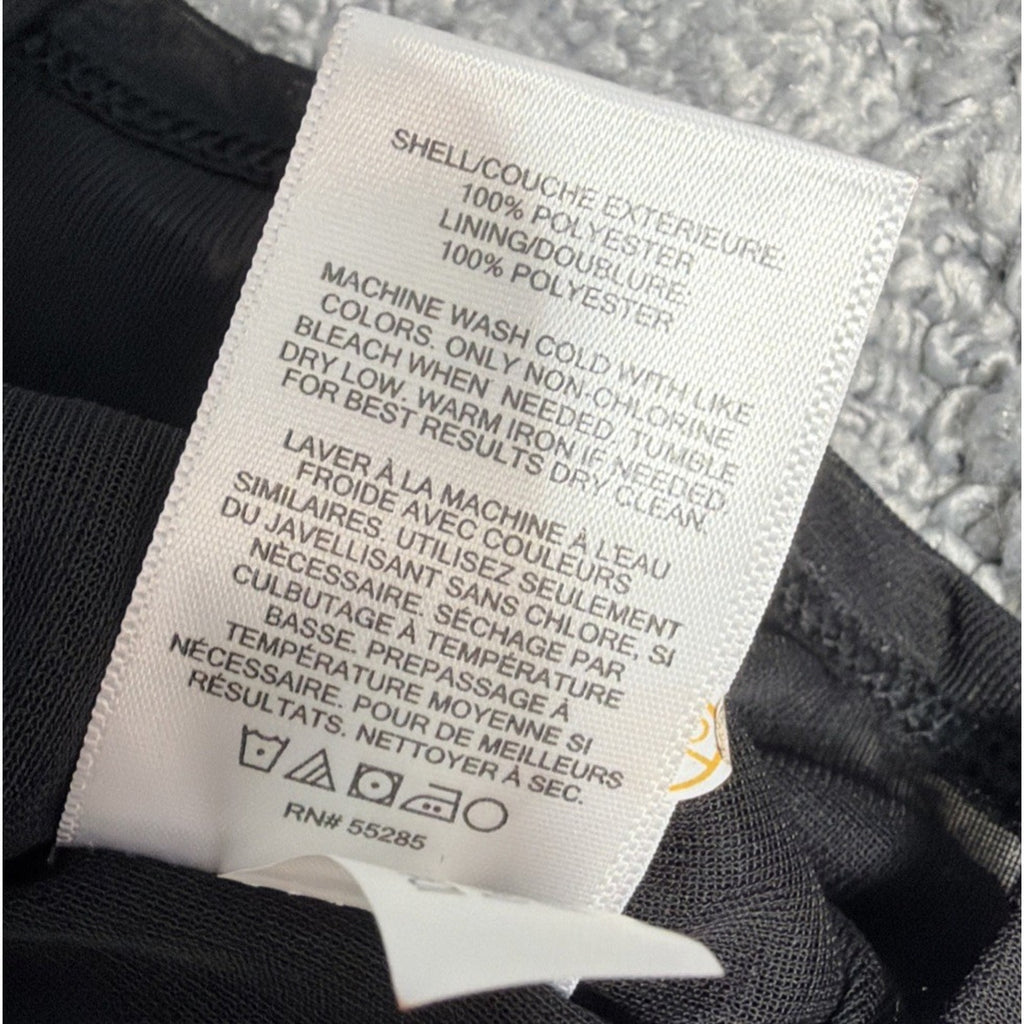 SHELL/COUCHE EXTÉRIEURE:
100% POLYESTER
LINING/DOUBLURE:
100% POLYESTER
MACHINE WASH COLD WITH LIKE
COLORS. ONLY NON-CHLORINE
BLEACH WHEN NEEDED. TUMBLE
DRY LOW. WARM IRON IF NEEDED.
FOR BEST RESULTS DRY CLEAN.
LAVER À LA MACHINE À L'EAU
FROIDE AVEC COULEURS
SIMILAIRES. UTILISEZ SEULEMENT
DU JAVELLISANT SANS CHLORE, SI
NÉCESSAIRE. SÉCHAGE PAR
CULBUTAGE À TEMPÉRATURE
BASSE. PREPASSAGE À
TEMPÉRATURE MOYENNE SI
NÉCESSAIRE. POUR DE MEILLEURS
RÉSULTATS. NETTOYER À SEC.
RN# 55285